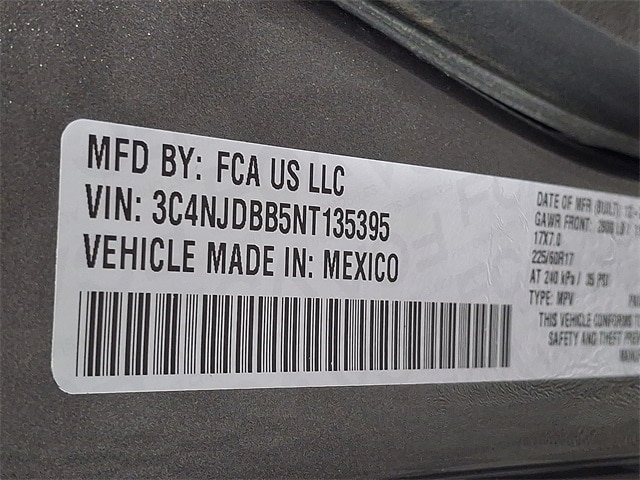 MFD BY: FCA US LLC
VIN: 3C4NJDBB5NT135395
VEHICLE MADE IN: MEXICO
DATE OF MFR (BUILT):
GAWR FRONT:
17X7.0
225/60R17
AT 240 kPa / 35 PSI
TYPE: MPV
THIS VEHICLE CONFORMS
SAFETY AND THEFT